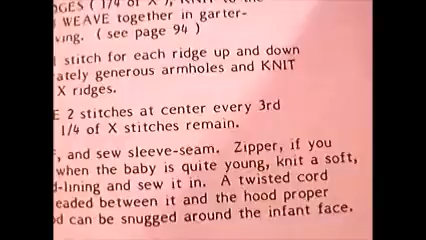 OGES ( 1/4 of X ), KNIT to the
WEAVE together in garter-
ving. ( see page 94 )
stitch for each ridge up and down
ately generous armholes and KNIT
X ridges.
E 2 stitches at center every 3rd
1/4 of X stitches remain.
, and sew sleeve-seam. Zipper, if you
when the baby is quite young, knit a soft,
d-lining and sew it in. A twisted cord
eaded between it and the hood proper
d can be snugged around the infant face.